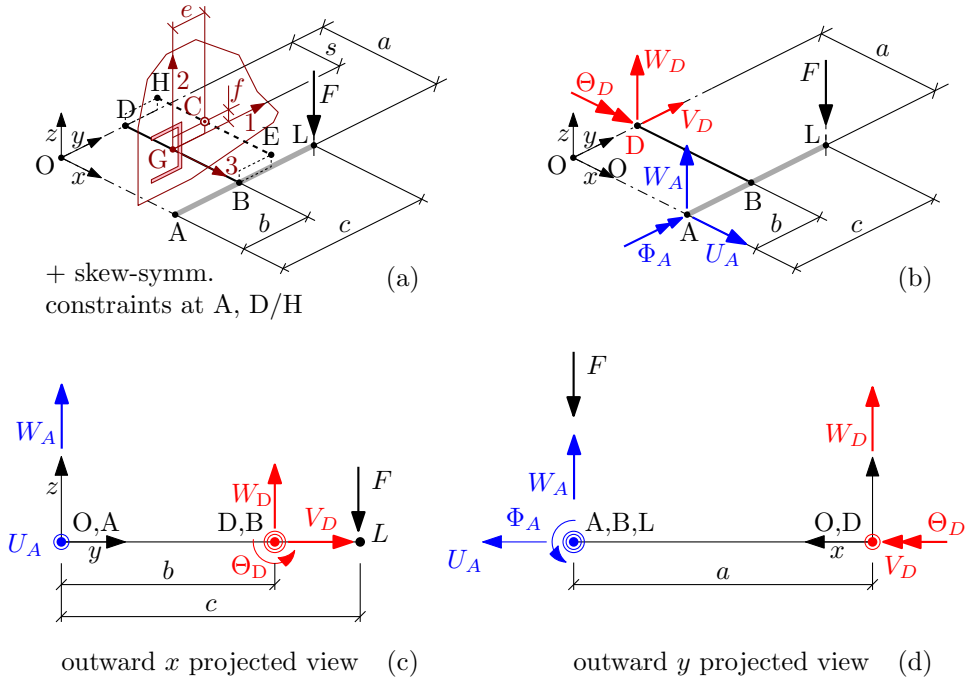 e
a
s
H
2
f
F
D
C
1
L
z
y
E
O
G
x
3
B
A
b
c
+ skew-symm.
constraints at A, D/H
(a)
W_D
a
Θ_D
F
V_D
z
y
D
L
O
O
x
W_A
B
A
b
c
Φ_A
U_A
(b)
W_A
z
W_D
F
O,A
D,B
V_D
U_A
y
Θ_D
L
b
c
outward x projected view (c)
F
W_D
W_A
Φ_A
A,B,L
O,D
Θ_D
U_A
x
V_D
a
outward y projected view (d)